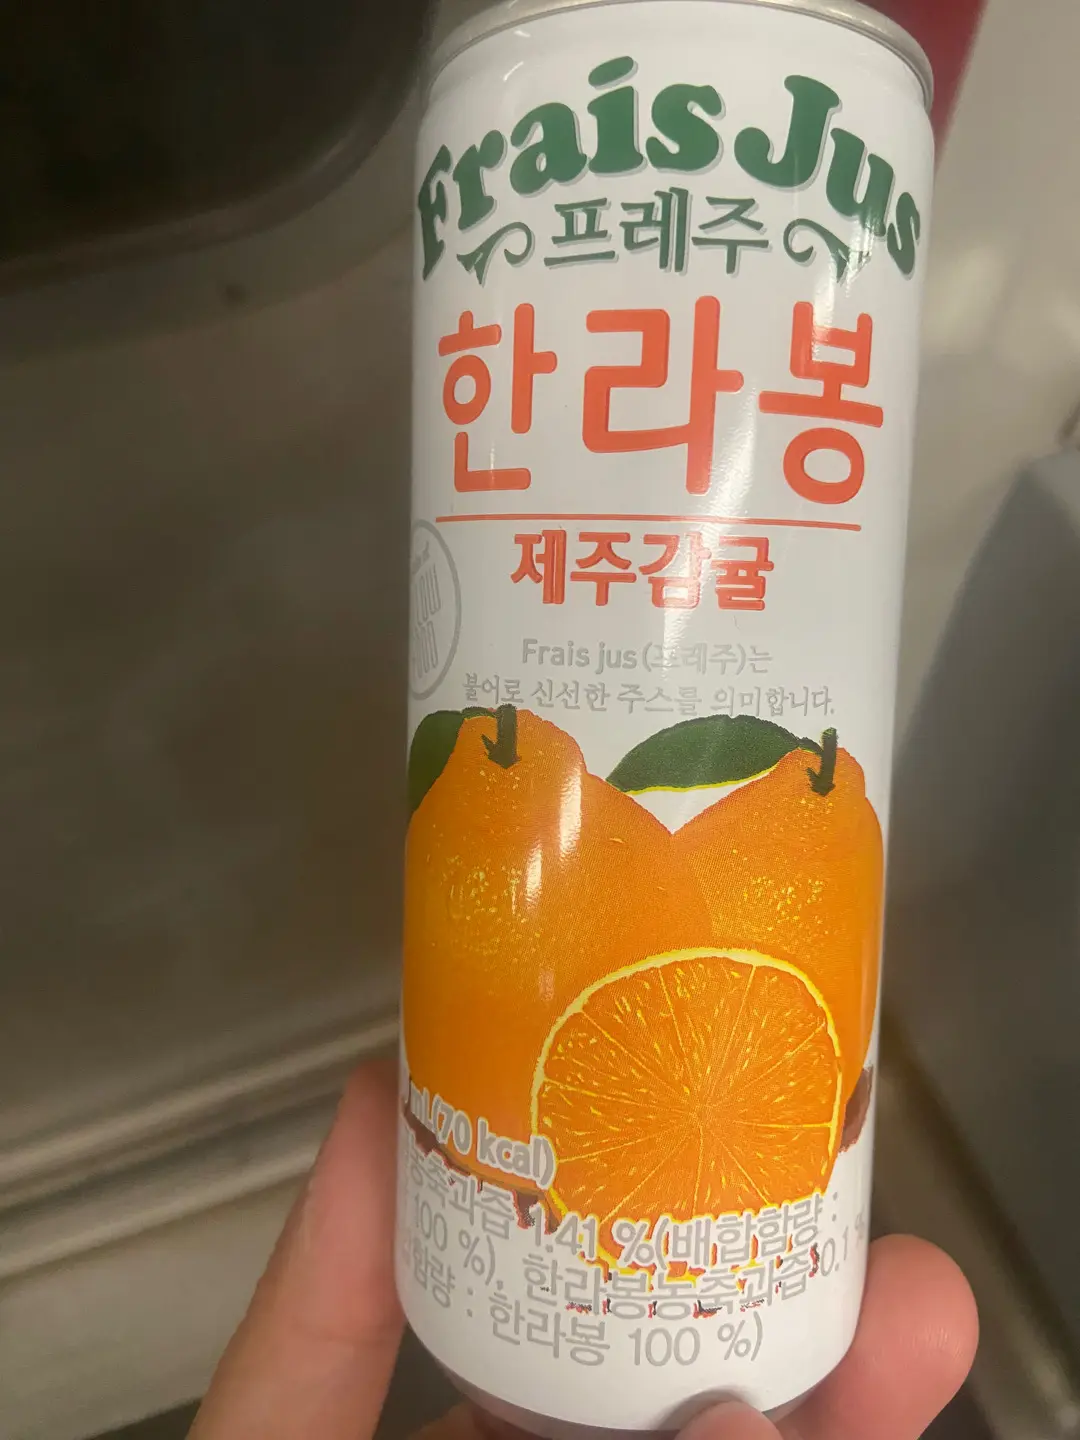 Frais Jus
프레주
한라봉
제주감귤
Frais jus(프레주)는
불어로 신선한 주스를 의미합니다.
mL(70 kcal)
농축과즙 1.41 %(배합함량 :
100 %), 한라봉농축과즙 0.1 %
함량 : 한라봉 100 %)